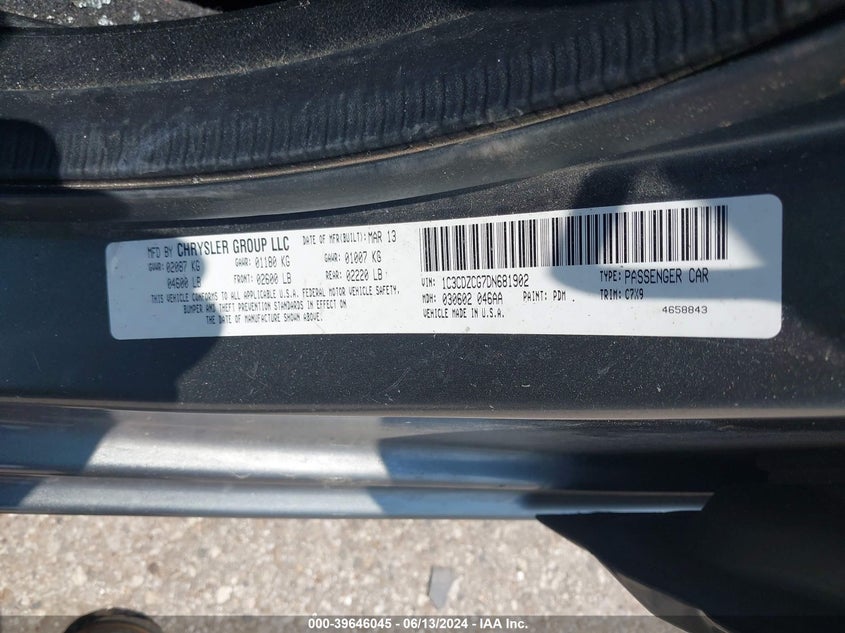 MFD BY CHRYSLER GROUP LLC DATE OF MFR(BUILT): MAR 13
GVWR: 02087 KG GAWR: 01180 KG GAWR: 01007 KG
04600 LB FRONT: 02600 LB REAR: 02220 LB
THIS VEHICLE CONFORMS TO ALL APPLICABLE U.S.A. FEDERAL MOTOR VEHICLE SAFETY,
BUMPER AND THEFT PREVENTION STANDARDS IN EFFECT ON
THE DATE OF MANUFACTURE SHOWN ABOVE.
VIN: 1C3CDZCG7DN681902 TYPE: PASSENGER CAR
MDH: 030602 046AA PAINT: PDM . TRIM: C7X9
VEHICLE MADE IN U.S.A. 4658843
000-39646045 - 06/13/2024 - IAA Inc.